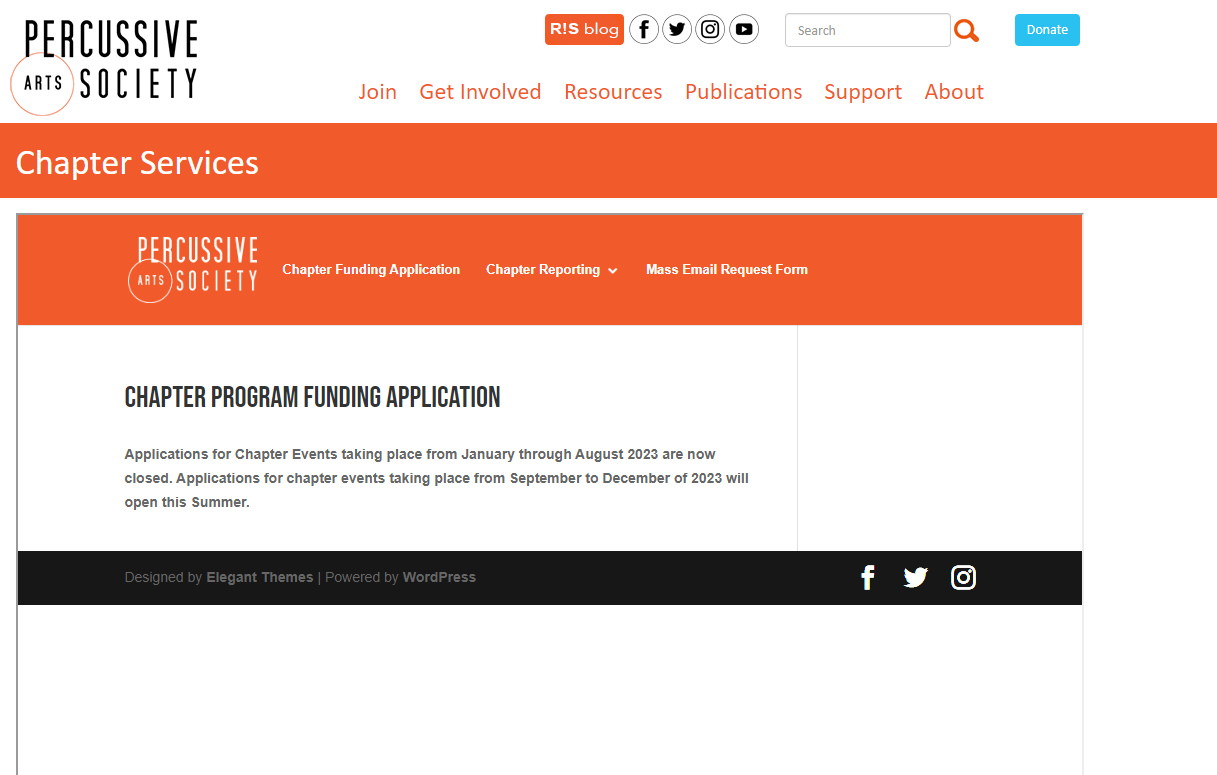 PERCUSSIVE
ARTS SOCIETY
R!S blog
Search
Donate
Join Get Involved Resources Publications Support About
Chapter Services
PERCUSSIVE
ARTS SOCIETY
Chapter Funding Application Chapter Reporting Mass Email Request Form
CHAPTER PROGRAM FUNDING APPLICATION
Applications for Chapter Events taking place from January through August 2023 are now
closed. Applications for chapter events taking place from September to December of 2023 will
open this Summer.
Designed by Elegant Themes | Powered by WordPress